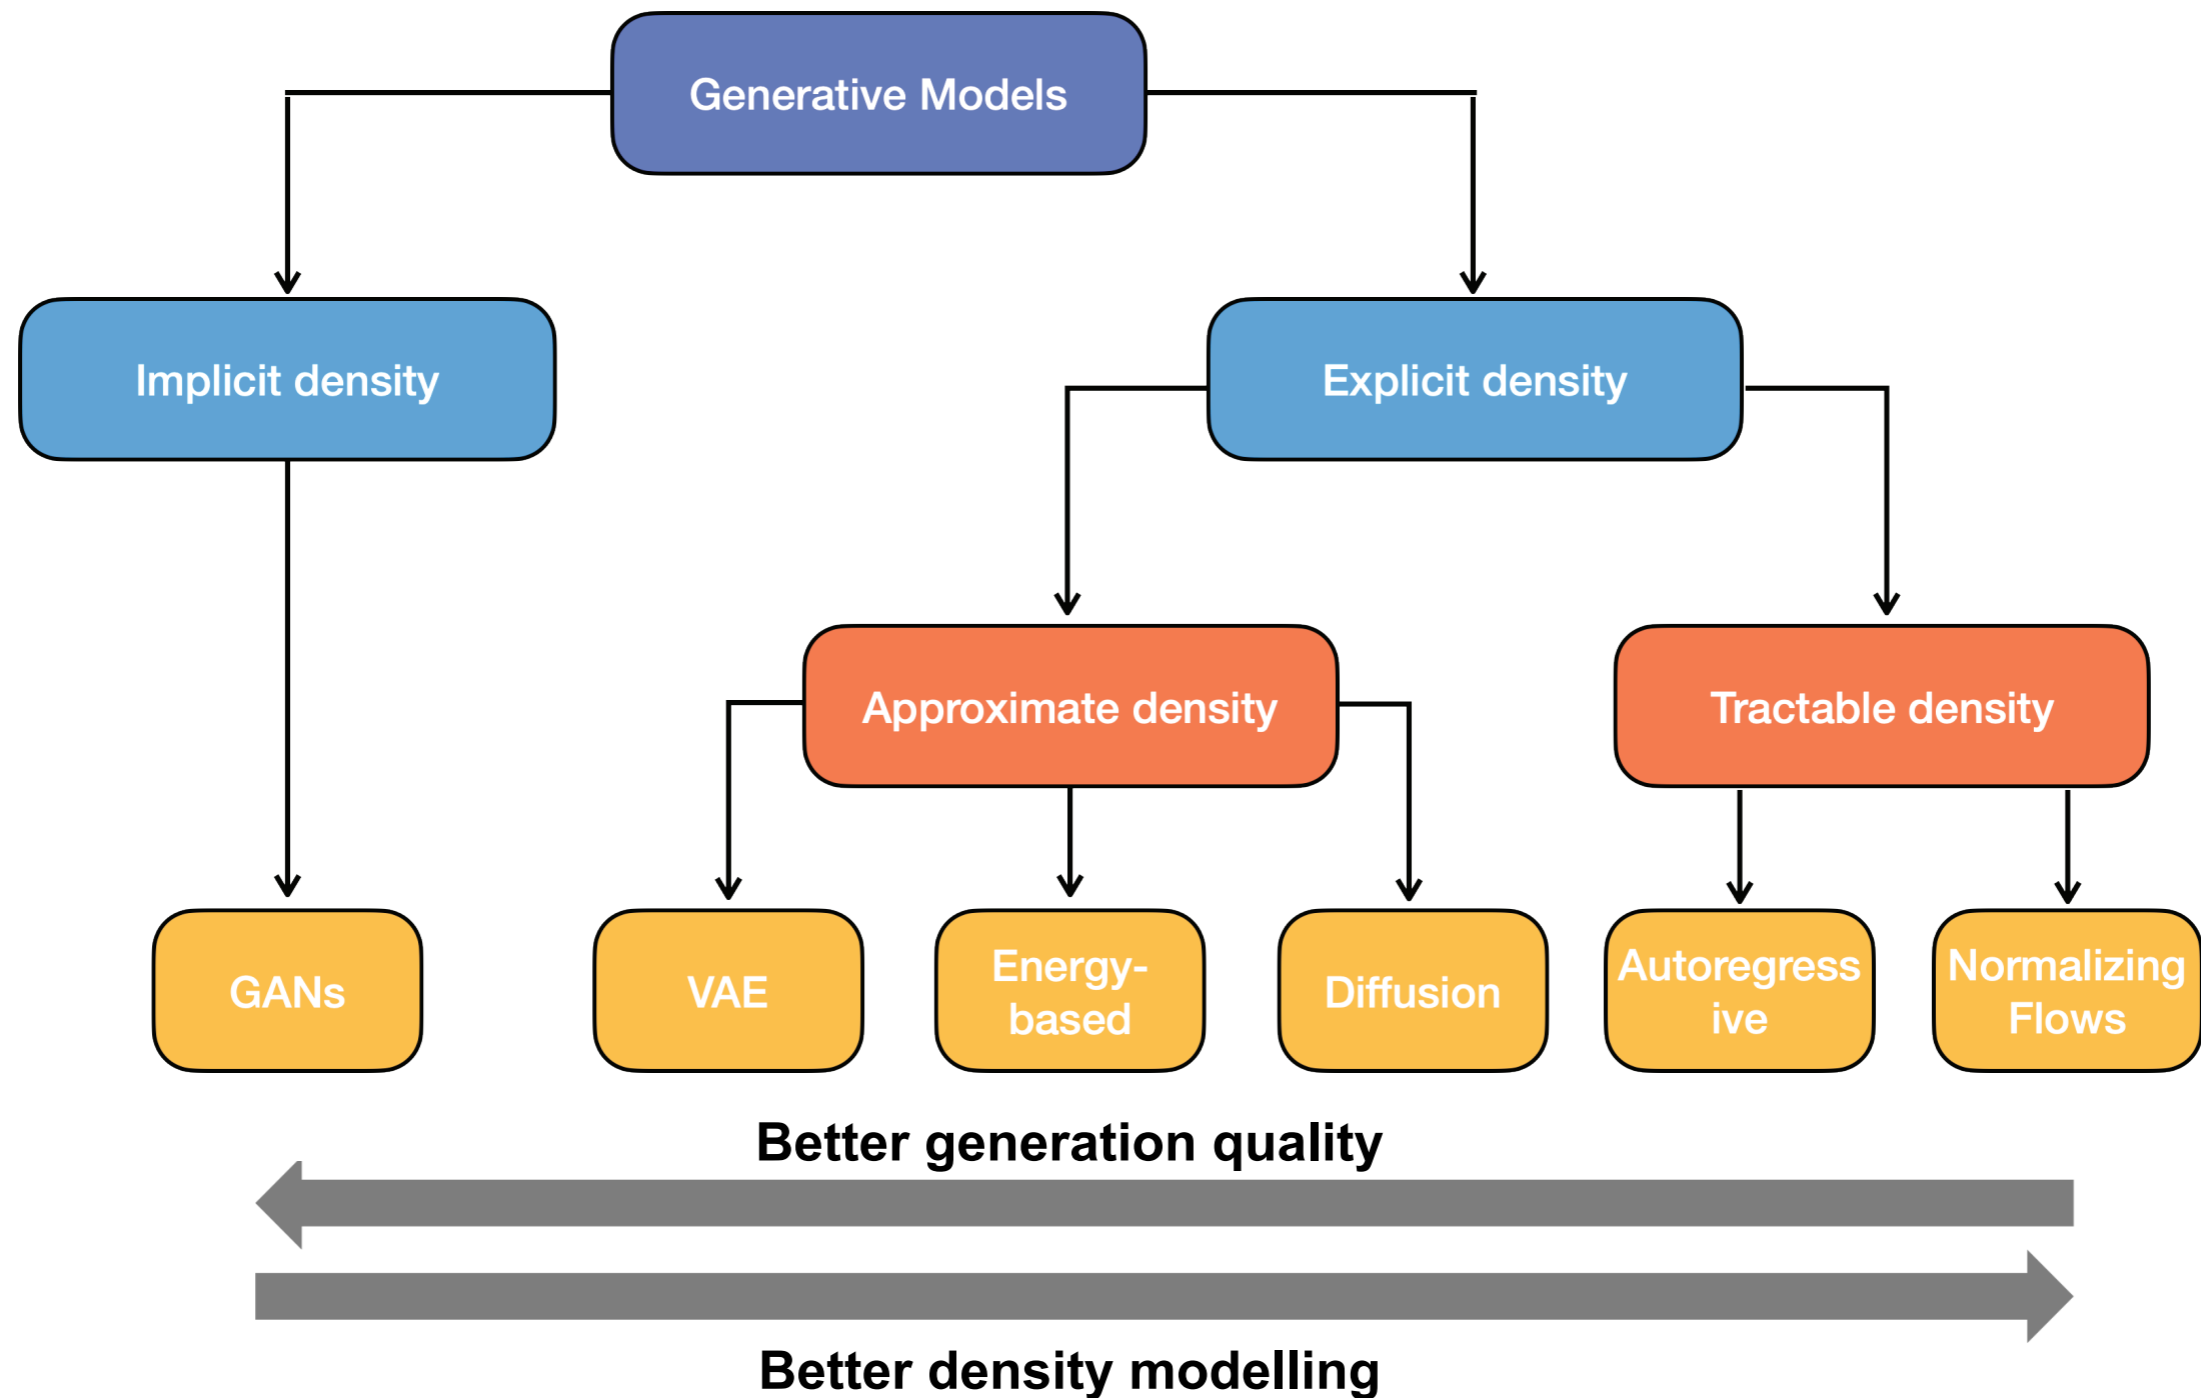 Generative Models
Implicit density
Explicit density
Approximate density
Tractable density
GANs
VAE
Energy-
based
Diffusion
Autoregress
ive
Normalizing
Flows
Better generation quality
Better density modelling